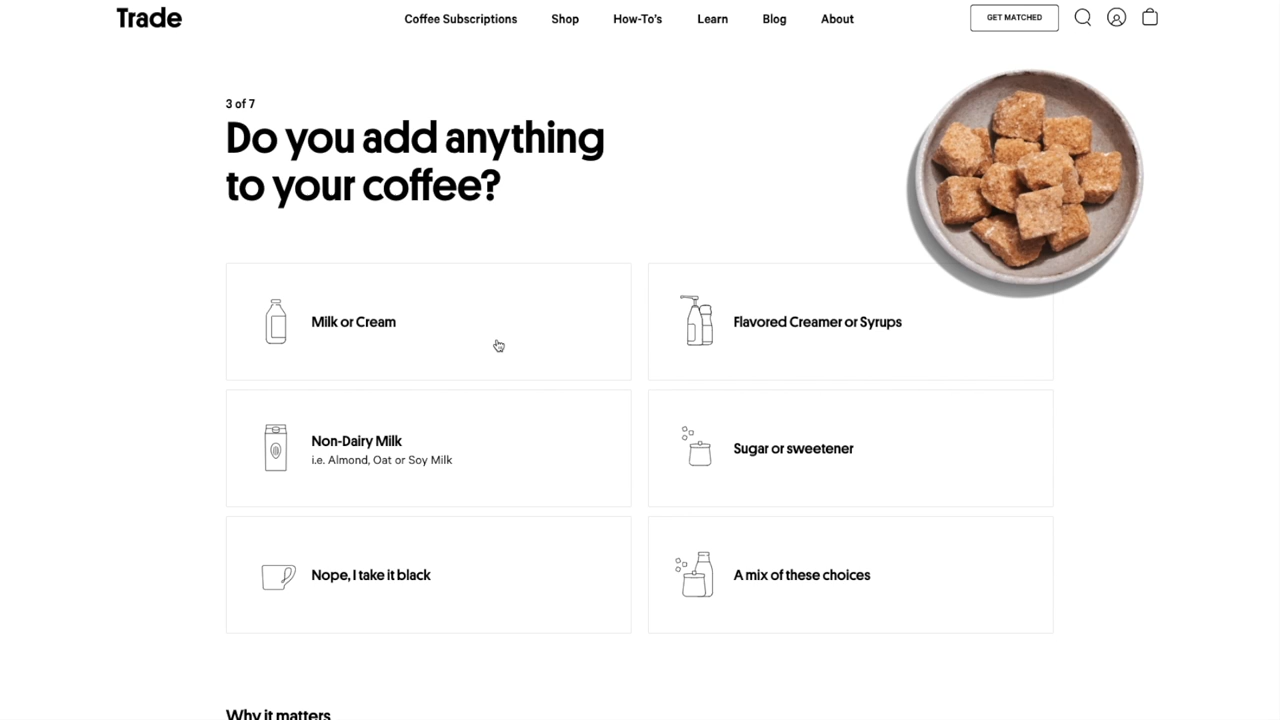 Trade
Coffee Subscriptions
Shop
How-To's
Learn
Blog
About
GET MATCHED
3 of 7
Do you add anything
to your coffee?
Milk or Cream
Flavored Creamer or Syrups
Non-Dairy Milk
i.e. Almond, Oat or Soy Milk
Sugar or sweetener
Nope, I take it black
A mix of these choices
Why it matters